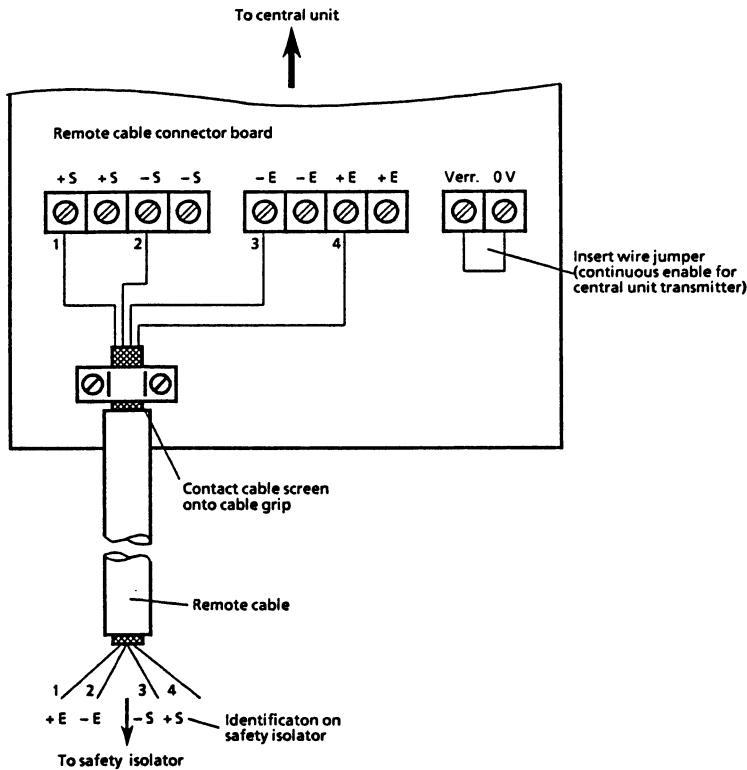 To central unit
Remote cable connector board
+ S + S − S − S − E − E + E + E Verr. 0 V
1 2 3 4
Insert wire jumper
(continuous enable for
central unit transmitter)
Contact cable screen
onto cable grip
Remote cable
1 2 3 4
+ E − E − S + S
Identificaton on
safety isolator
To safety isolator